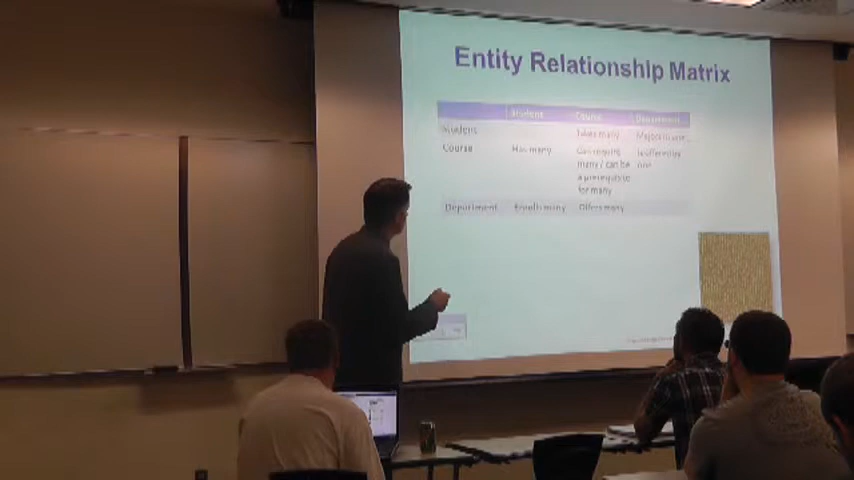 Entity Relationship Matrix
Student Course Department
Student Takes many Majors in one
Course Has many Can require Is offered by
many / can be one
a prerequisite
for many
Department Enrolls many Offers many